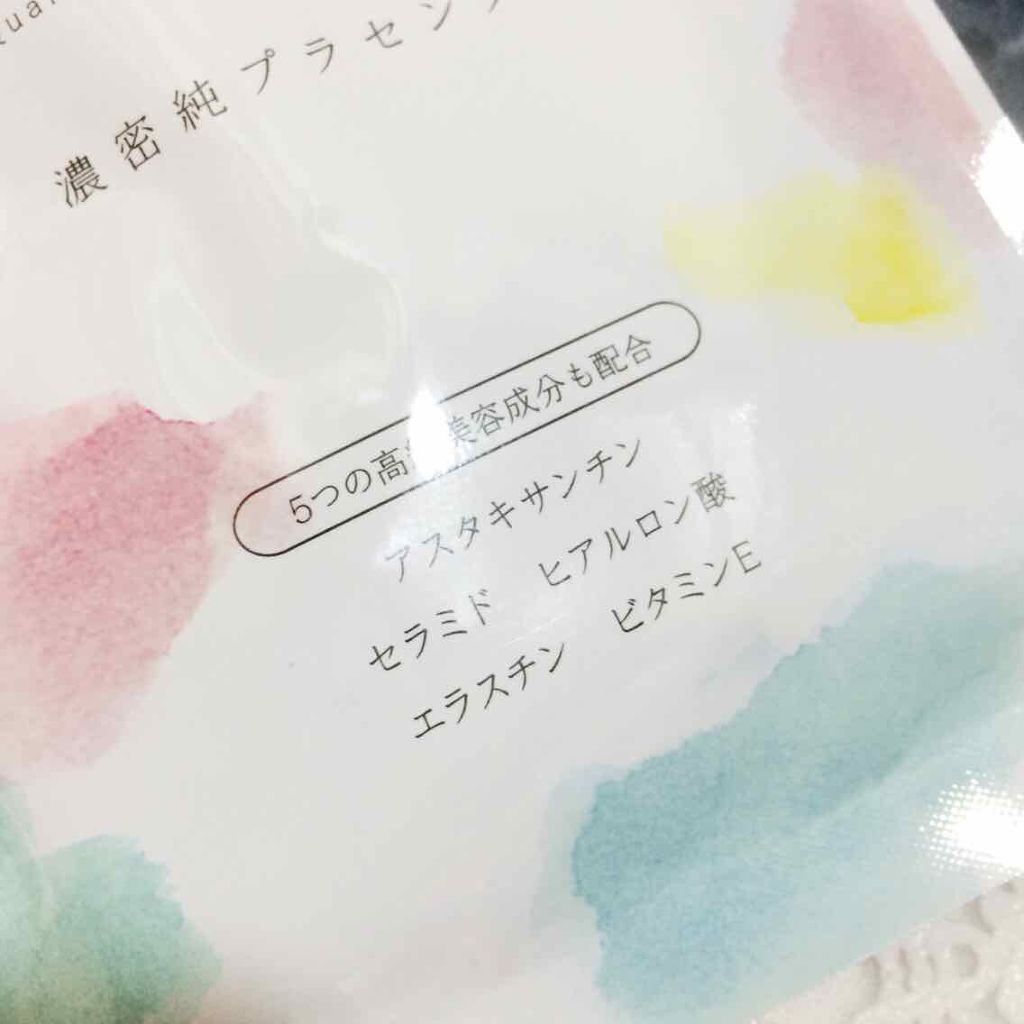 濃密純プラセン
5つの高 美容成分も配合
アスタキサンチン
セラミド ヒアルロン酸
エラスチン ビタミンE